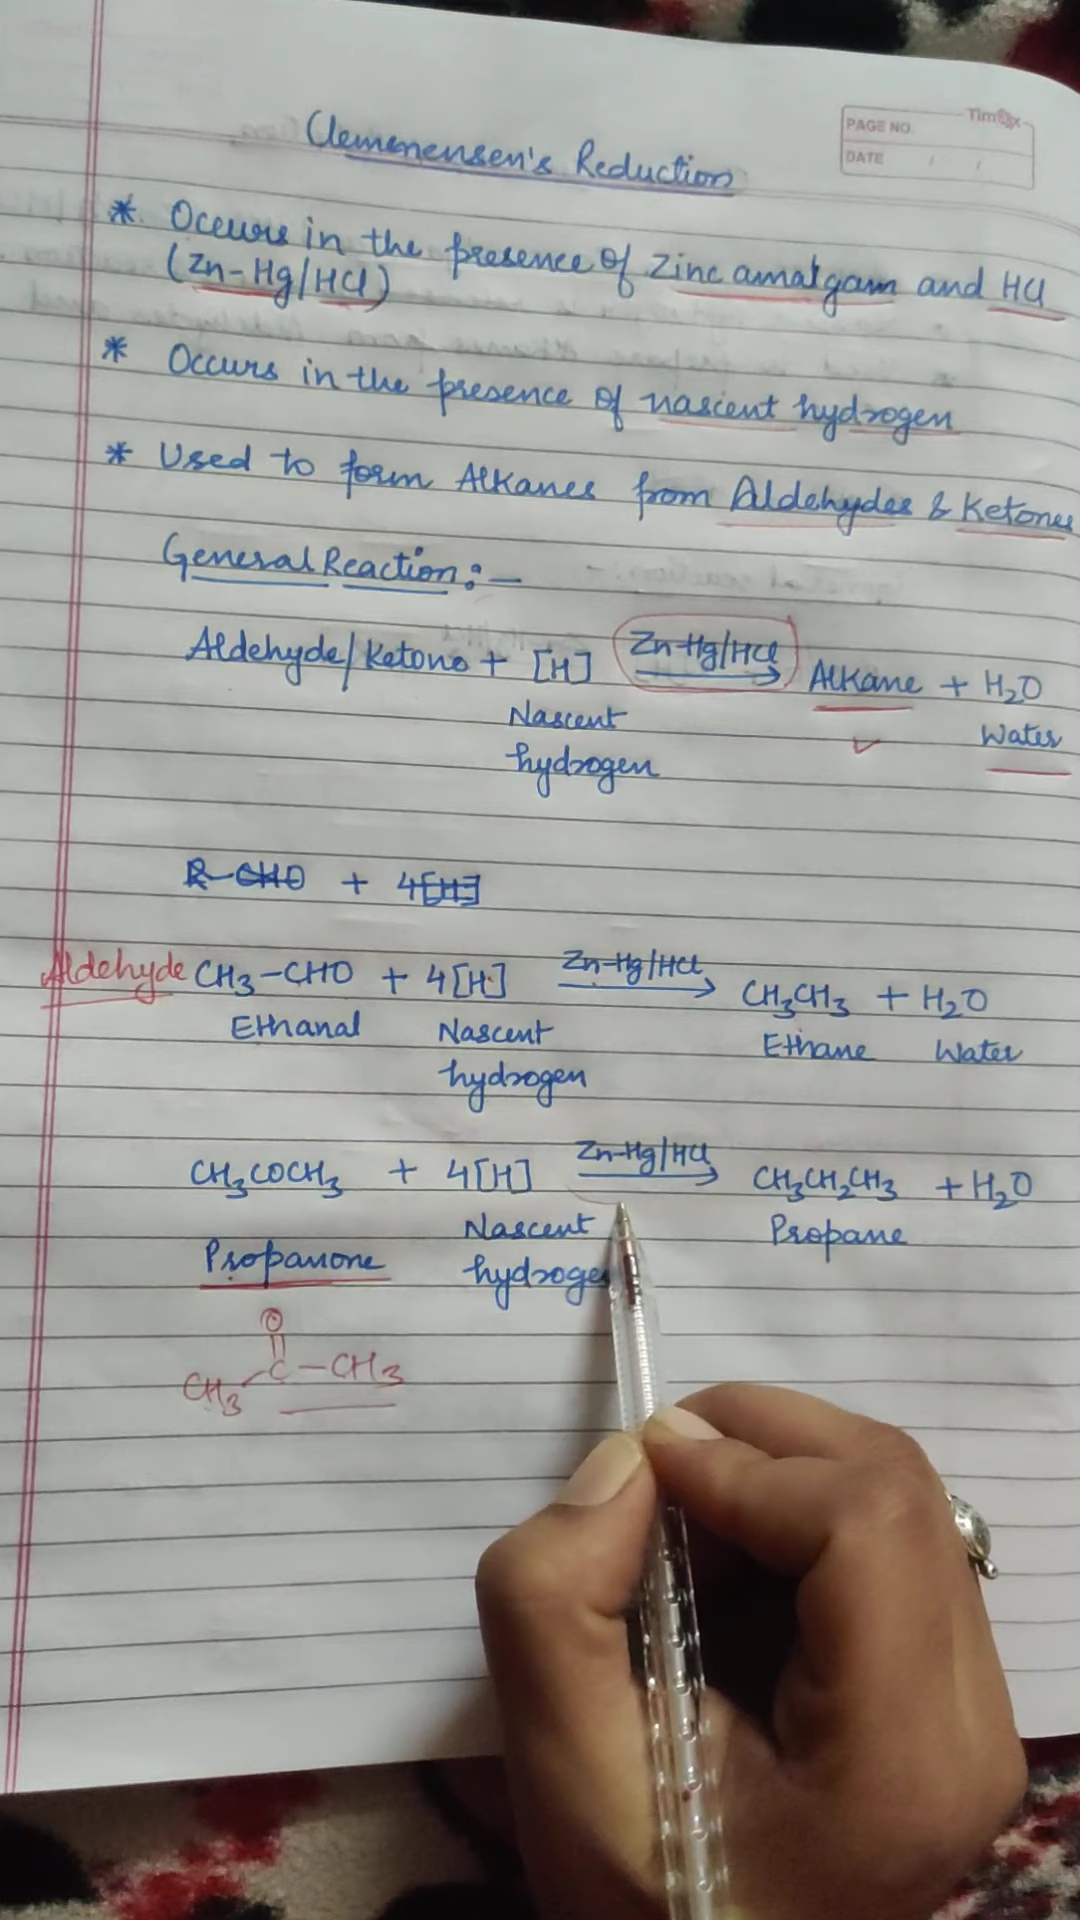 Timex
PAGE NO.
DATE / /
Clemenensen's Reduction
* Occurs in the presence of Zinc amalgam and HCl
(Zn-Hg/HCl)
* Occurs in the presence of nascent hydrogen
* Used to form Alkanes from Aldehydes & Ketones
General Reaction:-
Aldehyde/Ketono + [H] Zn-Hg/HCl → Alkane + H₂O
Nascent hydrogen
Water
R-CHO + 4[H]
Aldehyde CH₃-CHO + 4[H] Zn-Hg/HCl → CH₃CH₃ + H₂O
Ethanal Nascent hydrogen Ethane Water
CH₃COCH₃ + 4[H] Zn-Hg/HCl → CH₃CH₂CH₃ + H₂O
Propanone Nascent Propane
O
||
CH₃-C-CH₃